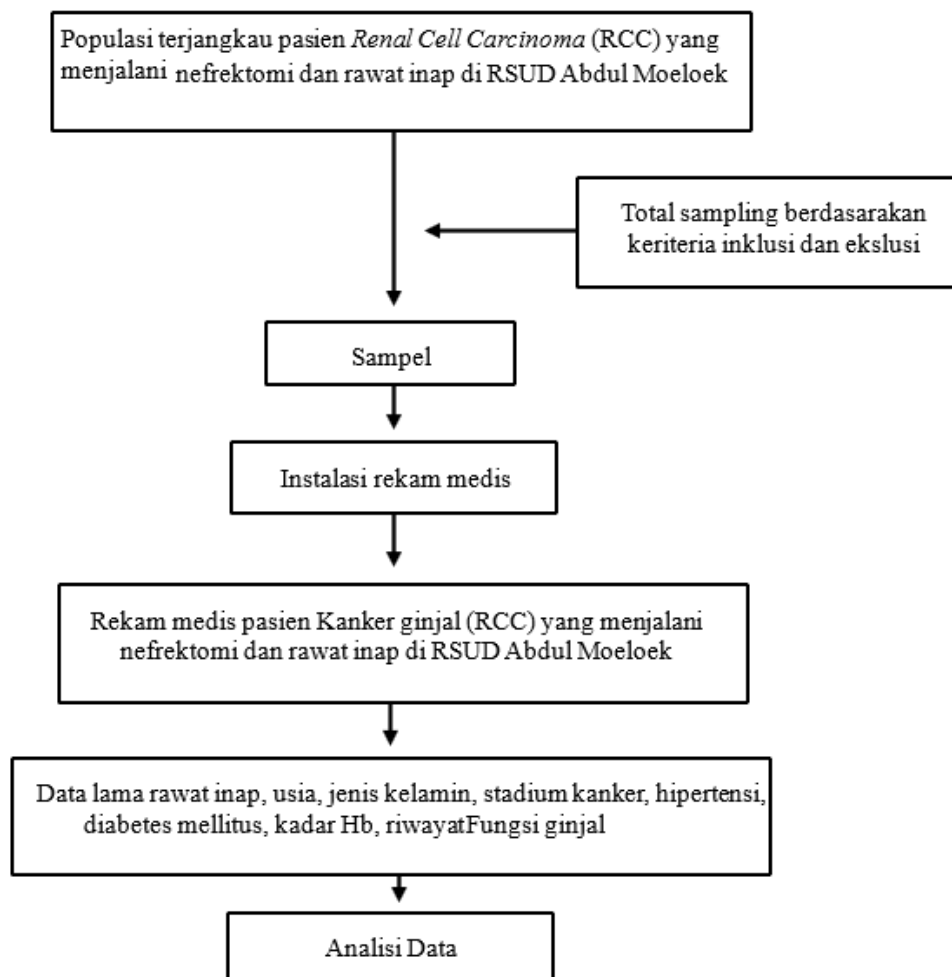 Populasi terjangkau pasien Renal Cell Carcinoma (RCC) yang
menjalani nefrektomi dan rawat inap di RSUD Abdul Moeloek
Total sampling berdasarakan
keriteria inklusi dan ekslusi
Sampel
Instalasi rekam medis
Rekam medis pasien Kanker ginjal (RCC) yang menjalani
nefrektomi dan rawat inap di RSUD Abdul Moeloek
Data lama rawat inap, usia, jenis kelamin, stadium kanker, hipertensi,
diabetes mellitus, kadar Hb, riwayatFungsi ginjal
Analisi Data